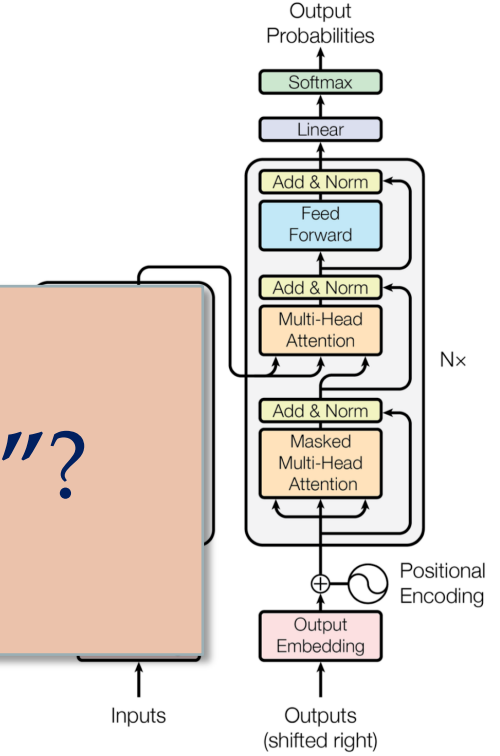 Output
Probabilities
Softmax
Linear
Add & Norm
Feed
Forward
Add & Norm
Multi-Head
Attention
N×
Add & Norm
Masked
Multi-Head
Attention
"?
Positional
Encoding
Output
Embedding
Inputs
Outputs
(shifted right)